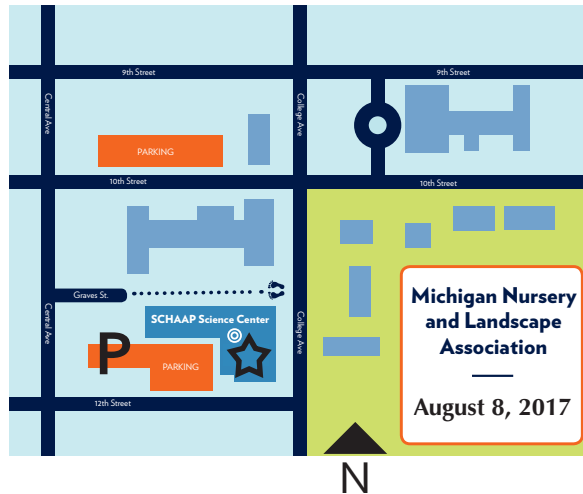 9th Street
9th Street
Central Ave
College Ave
PARKING
10th Street
10th Street
Graves St.
Central Ave
College Ave
SCHAAP Science Center
P
PARKING
12th Street
Michigan Nursery
and Landscape
Association
August 8, 2017
N